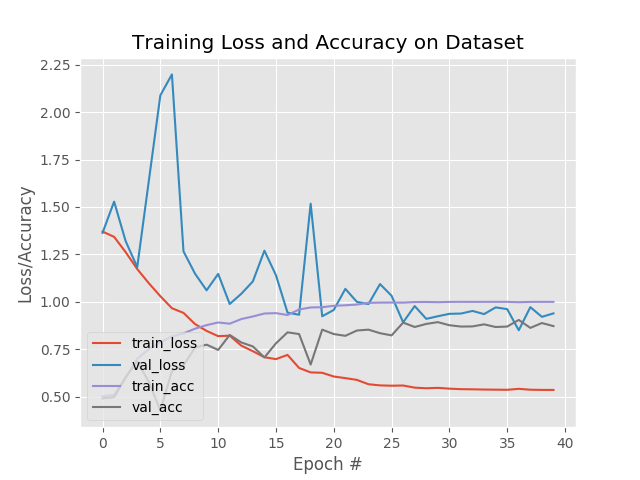 Training Loss and Accuracy on Dataset
2.25
2.00
1.75
1.50
1.25
1.00
0.75
0.50
Loss/Accuracy
train_loss
val_loss
train_acc
val_acc
0 5 10 15 20 25 30 35 40
Epoch #